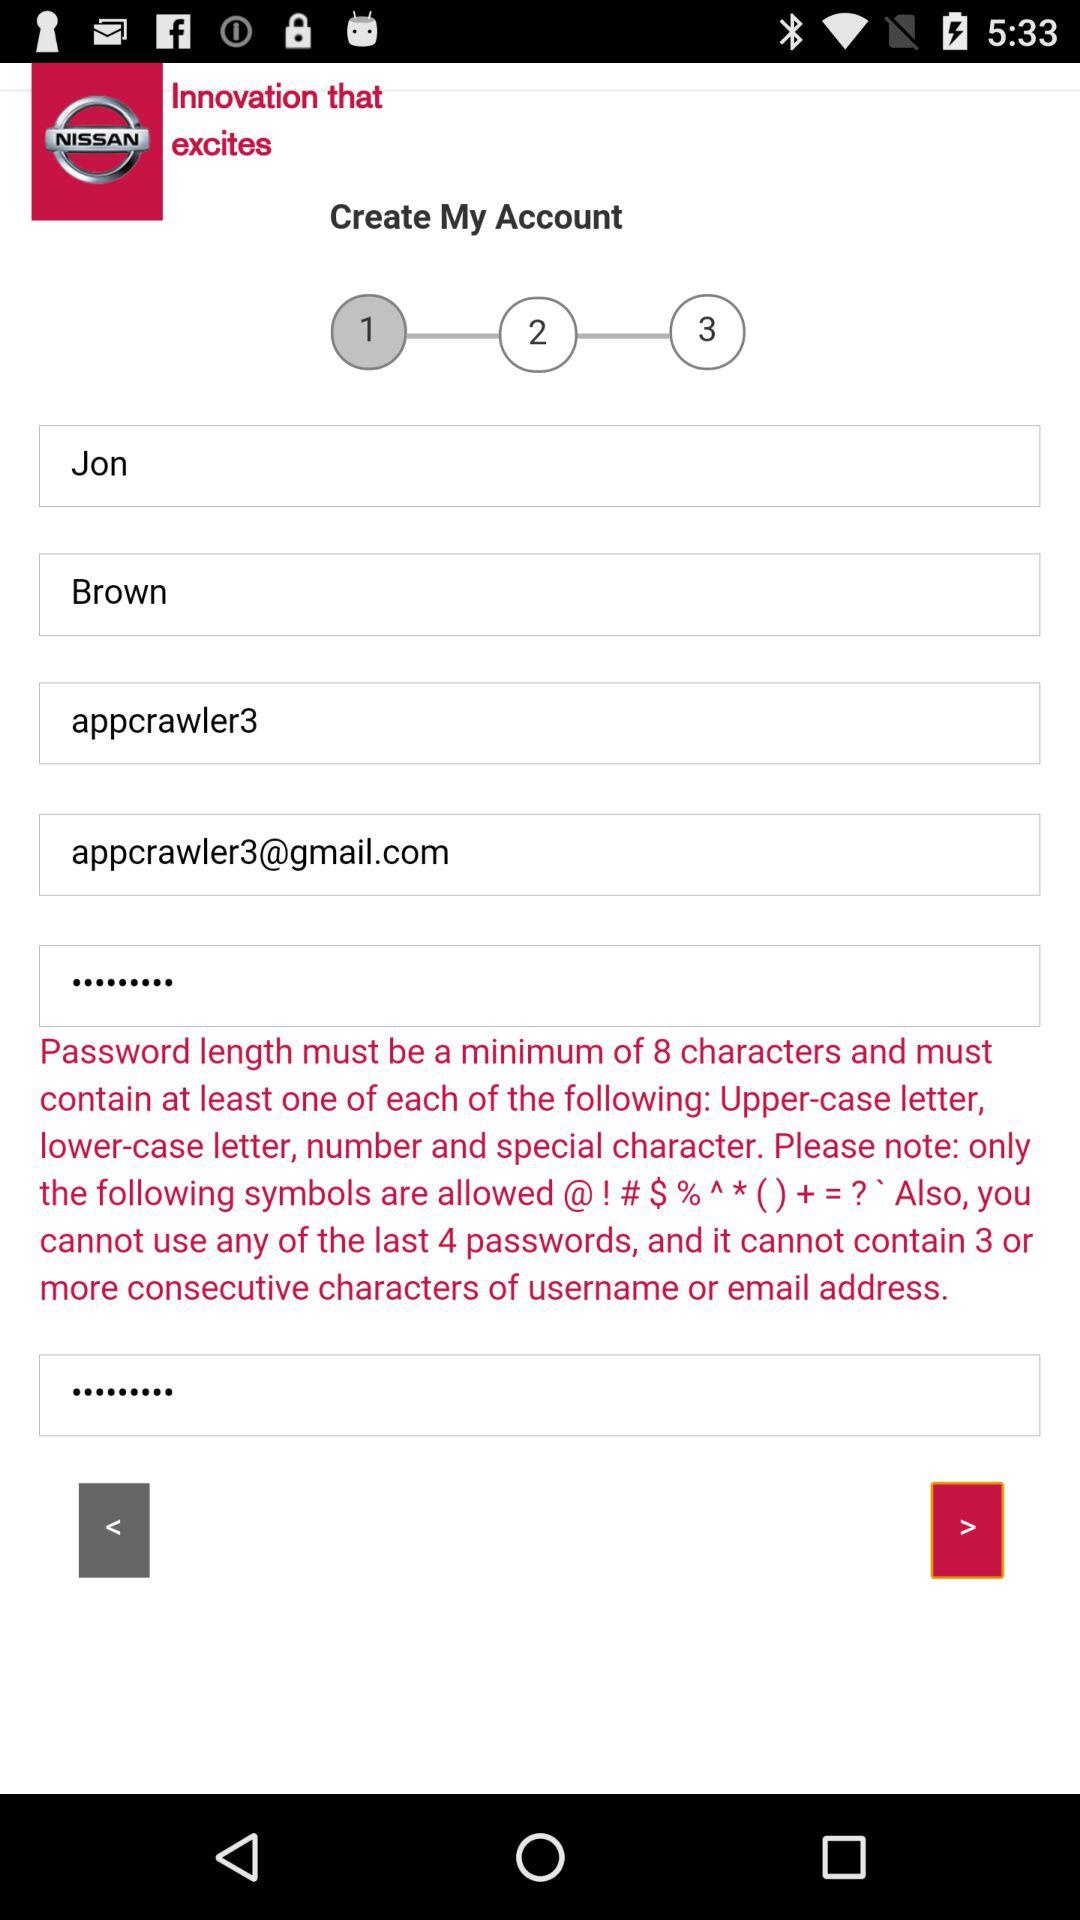 5:33
NISSAN
Innovation that
excites
Create My Account
1 2 3
Jon
Brown
appcrawler3
appcrawler3@gmail.com
•••••••••
Password length must be a minimum of 8 characters and must
contain at least one of each of the following: Upper-case letter,
lower-case letter, number and special character. Please note: only
the following symbols are allowed @ ! # $ % ^ * ( ) + = ? ` Also, you
cannot use any of the last 4 passwords, and it cannot contain 3 or
more consecutive characters of username or email address.
•••••••••
< >